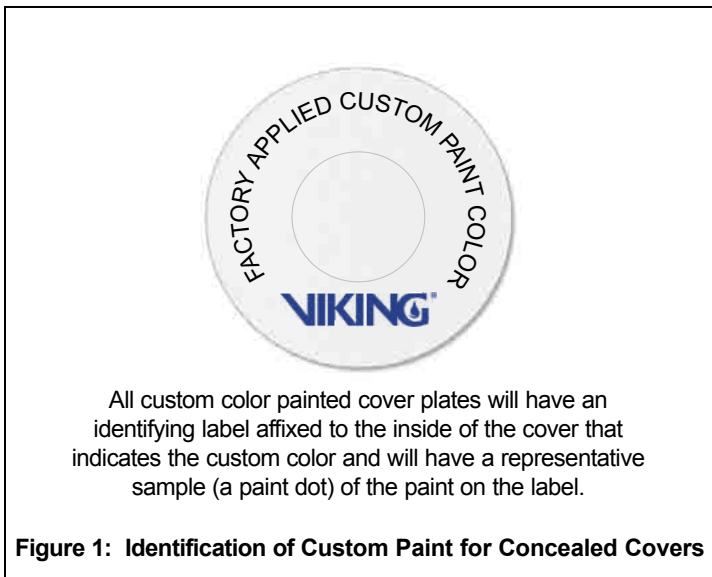 FACTORY APPLIED CUSTOM PAINT COLOR
VIKING®
All custom color painted cover plates will have an
identifying label affixed to the inside of the cover that
indicates the custom color and will have a representative
sample (a paint dot) of the paint on the label.
Figure 1: Identification of Custom Paint for Concealed Covers